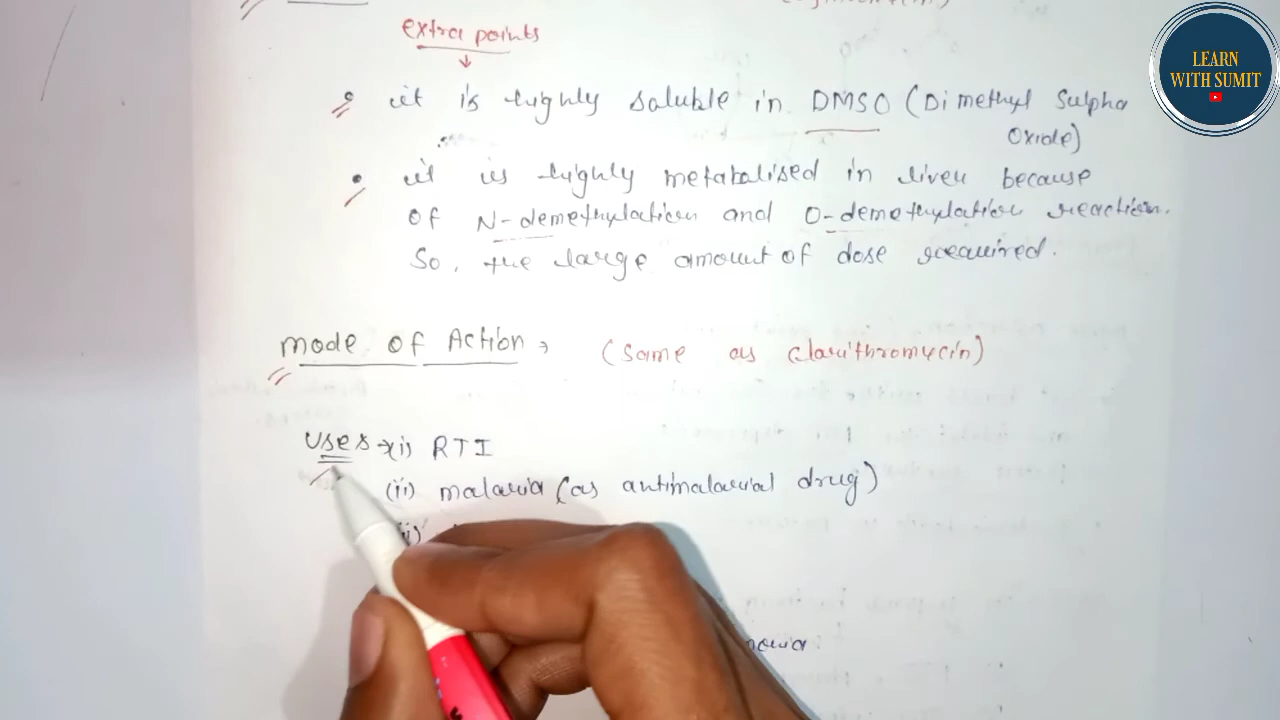 extra points
LEARN
WITH SUMIT
it is highly soluble in DMSO (Dimethyl Sulpha
Oxide)
it is highly metabalised in liver because
of N-demethylation and O-demethylation reaction.
So, the large amount of dose required.
mode of Action → (same as clarithromycin)
Uses → (i) RTI
(ii) malaria (as antimalarial drug)